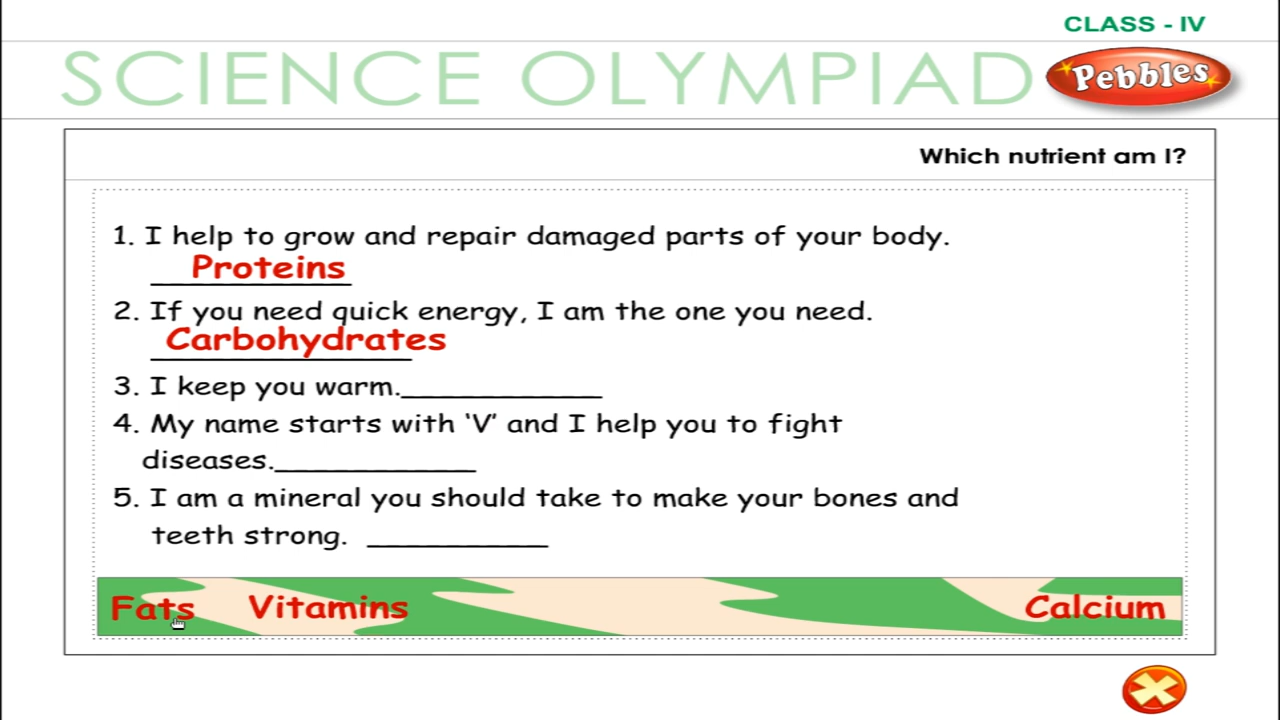 CLASS - IV
SCIENCE OLYMPIAD
Pebbles
Which nutrient am I?
1. I help to grow and repair damaged parts of your body.
Proteins
2. If you need quick energy, I am the one you need.
Carbohydrates
3. I keep you warm.__________
4. My name starts with ‘V’ and I help you to fight
diseases.__________
5. I am a mineral you should take to make your bones and
teeth strong. _________
Fats Vitamins Calcium